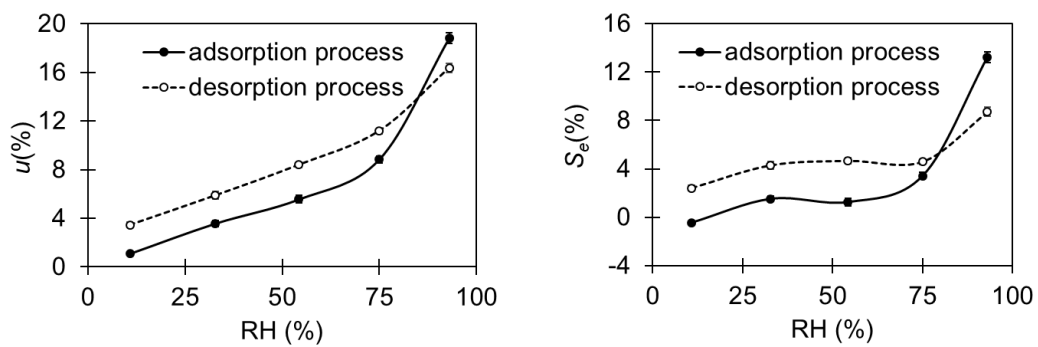 20
16
12
8
4
0
u(%)
adsorption process
desorption process
0 25 50 75 100
RH (%)
16
12
8
4
0
-4
Se(%)
adsorption process
desorption process
0 25 50 75 100
RH (%)